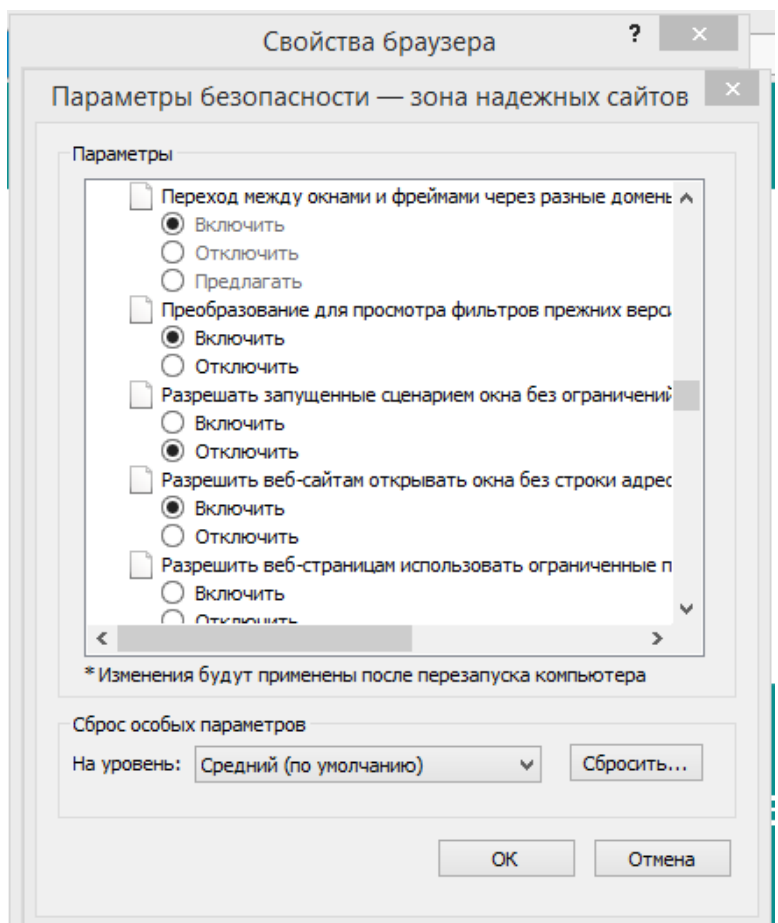 Свойства браузера
?
Параметры безопасности — зона надежных сайтов
Параметры
Переход между окнами и фреймами через разные домень
Включить
Отключить
Предлагать
Преобразование для просмотра фильтров прежних верси
Включить
Отключить
Разрешать запущенные сценарием окна без ограничений
Включить
Отключить
Разрешить веб-сайтам открывать окна без строки адрес
Включить
Отключить
Разрешить веб-страницам использовать ограниченные п
Включить
Отключить
* Изменения будут применены после перезапуска компьютера
Сброс особых параметров
На уровень: Средний (по умолчанию) Сбросить...
ОК Отмена